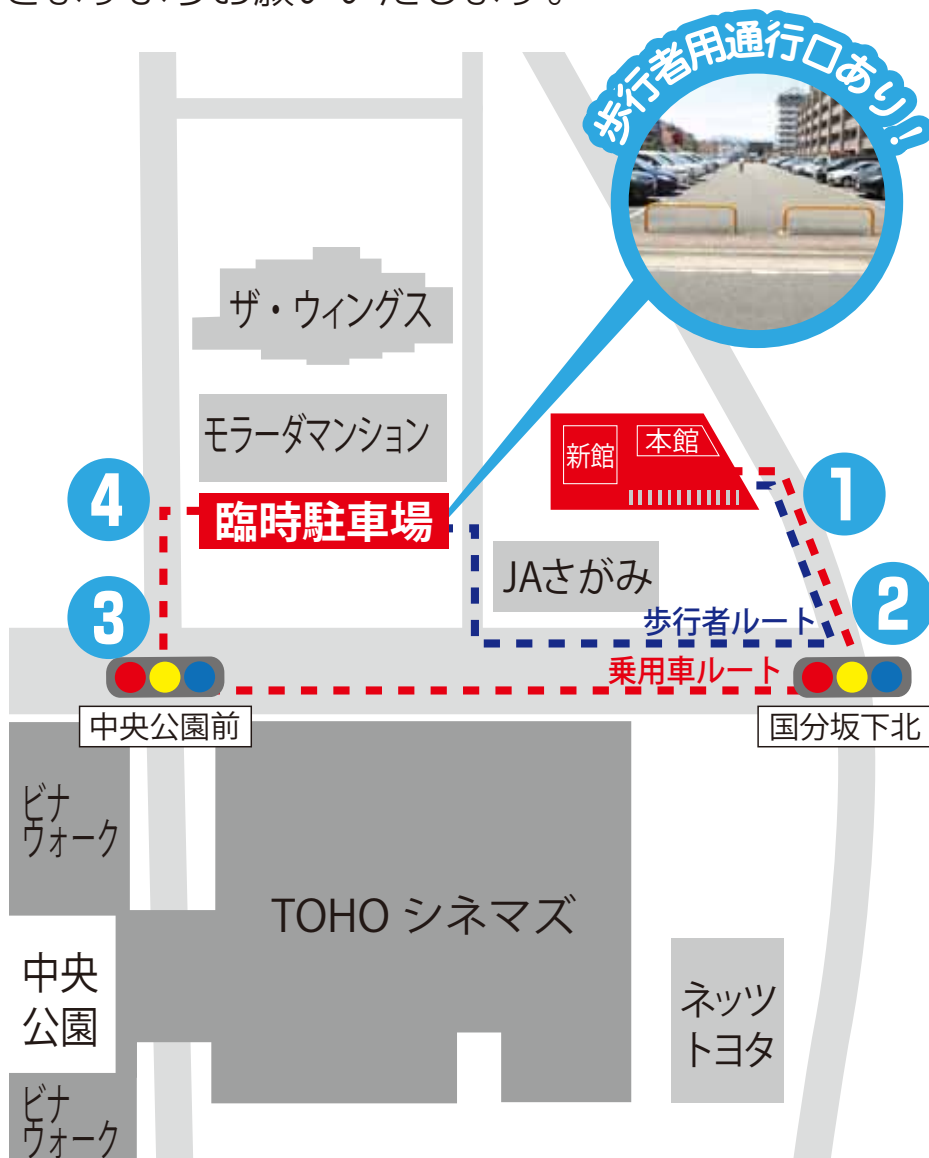 歩行者用通行口あり!!
ザ・ウィングス
モラーダマンション
新館
本館
4
臨時駐車場
1
JAさがみ
3
2
歩行者ルート
乗用車ルート
中央公園前
国分坂下北
ビナ
ウォーク
TOHO シネマズ
中央
公園
ネッツ
トヨタ
ビナ
ウォーク